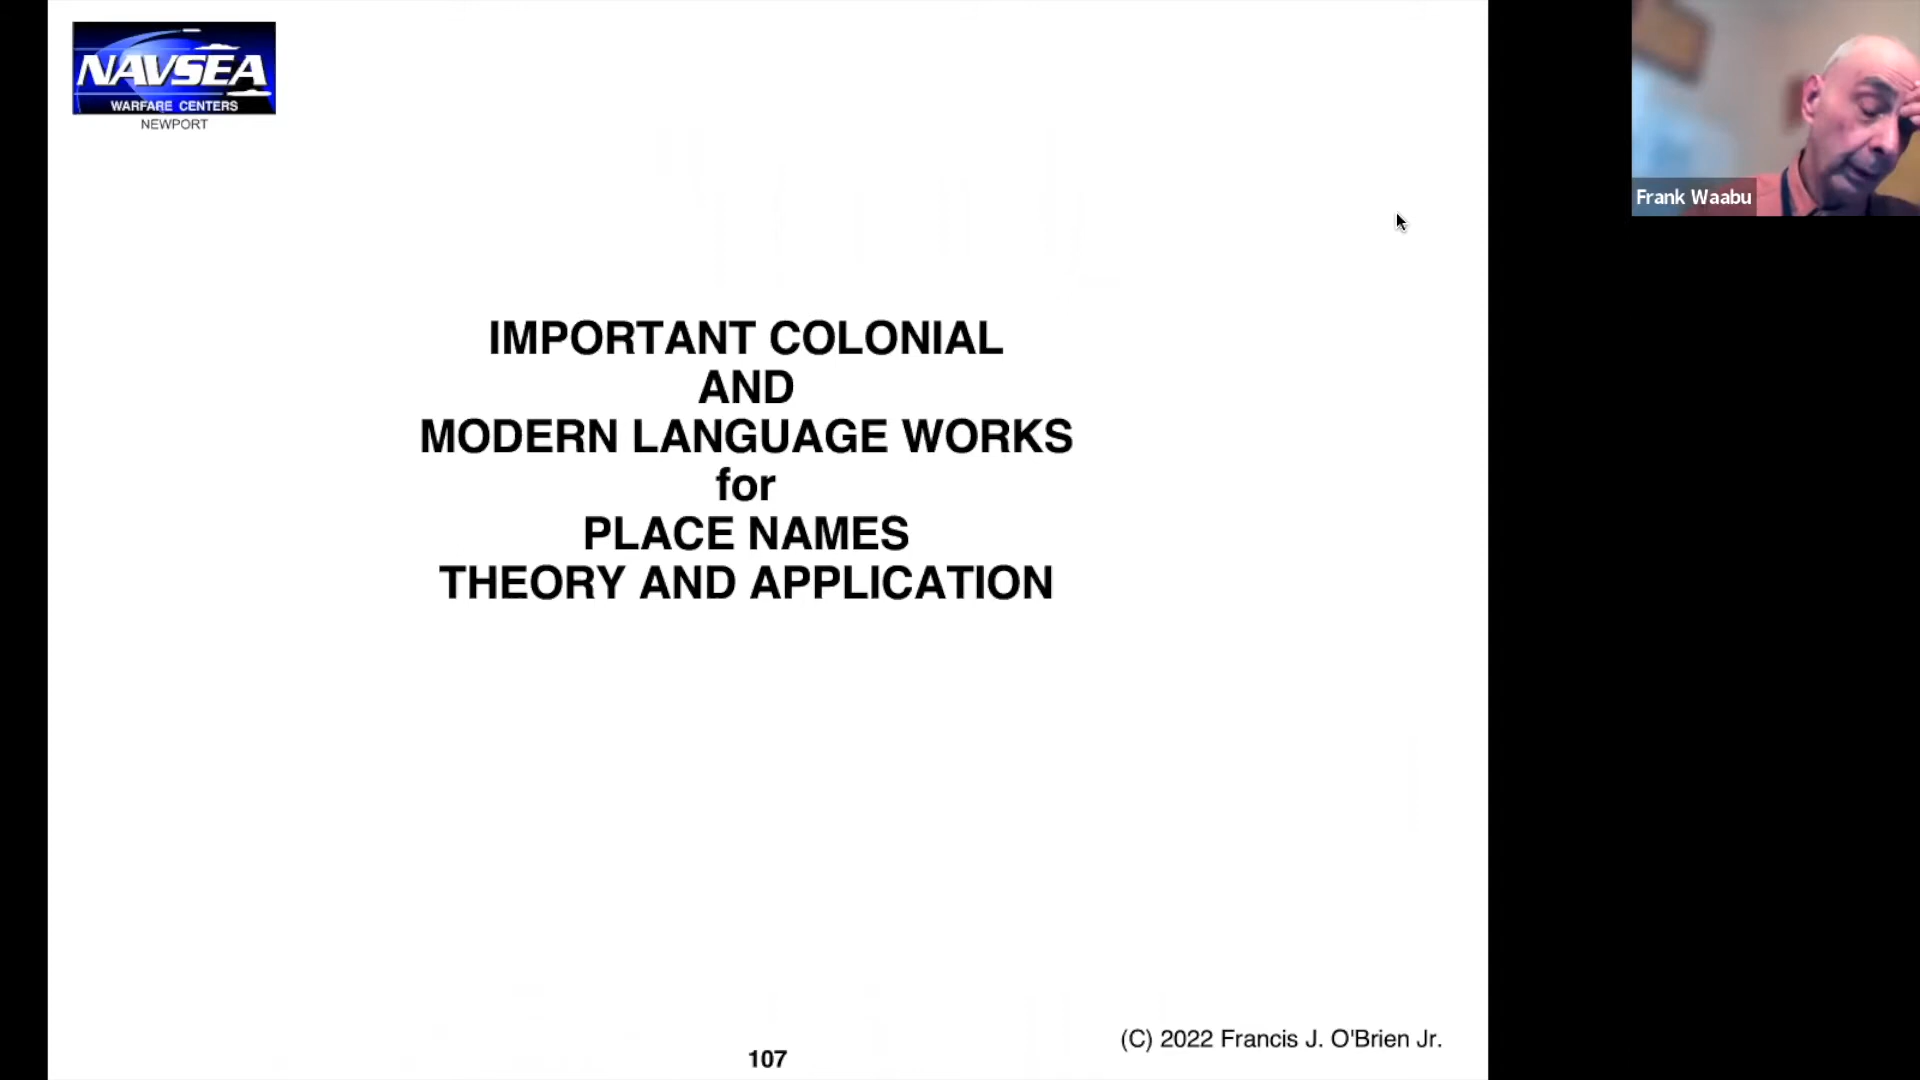 NAVSEA
WARFARE CENTERS
NEWPORT
Frank Waabu
IMPORTANT COLONIAL
AND
MODERN LANGUAGE WORKS
for
PLACE NAMES
THEORY AND APPLICATION
(C) 2022 Francis J. O'Brien Jr.
107